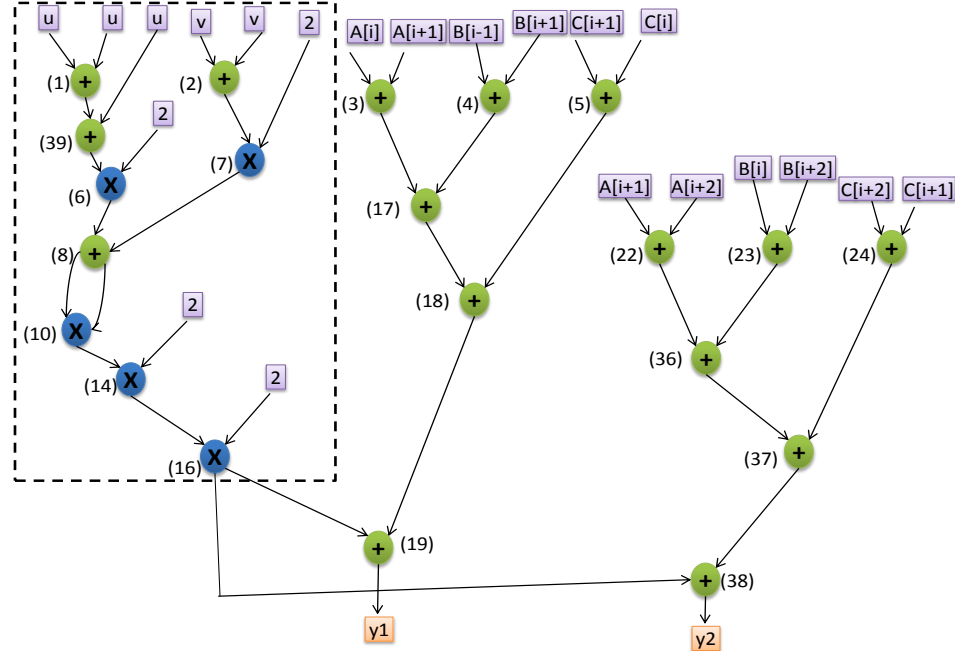 u u u v v 2
A[i] A[i+1] B[i-1] B[i+1] C[i+1] C[i]
(1) + (2) + (3) + (4) + (5) +
(39) + 2
(6) X (7) X
A[i+1] A[i+2] B[i] B[i+2] C[i+2] C[i+1]
(17) +
(8) + (22) + (23) + (24) +
(18) +
(10) X 2
(14) X 2 (36) +
(16) X (37) +
+ (19)
+ (38)
y1 y2